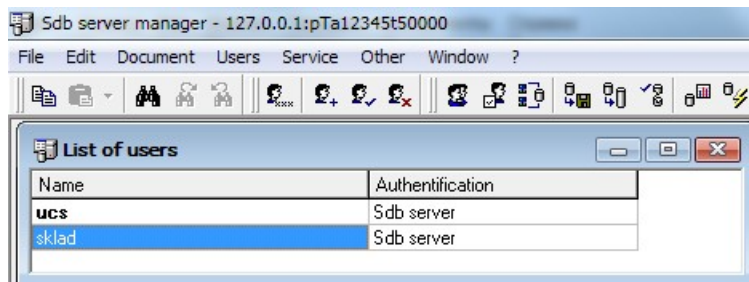 Sdb server manager - 127.0.0.1:pTa12345t50000
File Edit Document Users Service Other Window ?
List of users
Name Authentification
ucs Sdb server
sklad Sdb server